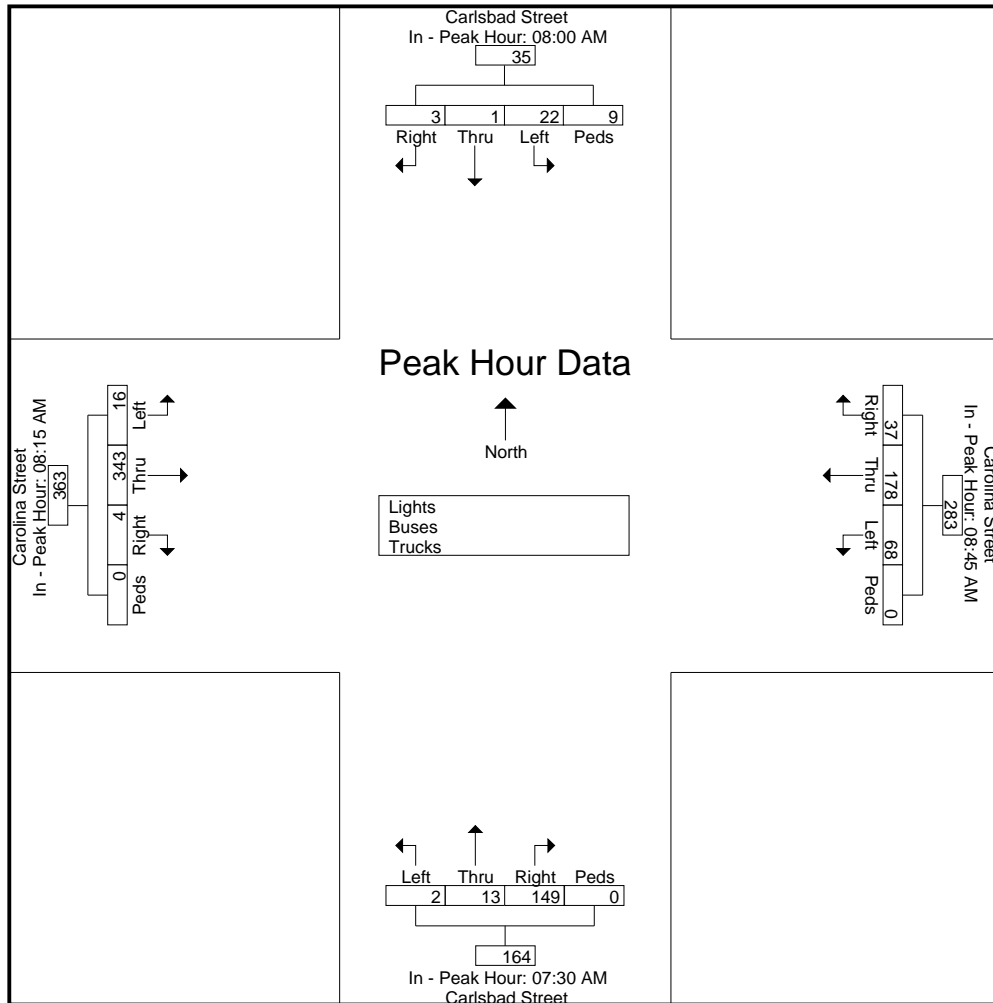 Carlsbad Street
In - Peak Hour: 08:00 AM
35
3 1 22 9
Right Thru Left Peds
Peak Hour Data
North
Lights
Buses
Trucks
Carolina Street
In - Peak Hour: 08:15 AM
363
16 343 4 0
Left Thru Right Peds
Carolina Street
In - Peak Hour: 08:45 AM
283
37 178 68 0
Right Thru Left Peds
Left Thru Right Peds
2 13 149 0
164
In - Peak Hour: 07:30 AM
Carlsbad Street